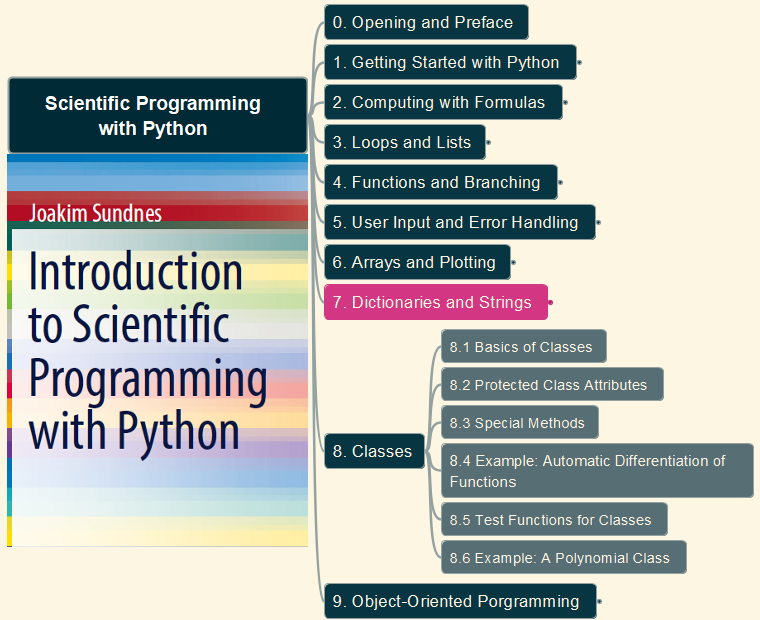 Scientific Programming
with Python
Joakim Sundnes
Introduction
to Scientific
Programming
with Python
0. Opening and Preface
1. Getting Started with Python
2. Computing with Formulas
3. Loops and Lists
4. Functions and Branching
5. User Input and Error Handling
6. Arrays and Plotting
7. Dictionaries and Strings
8. Classes
8.1 Basics of Classes
8.2 Protected Class Attributes
8.3 Special Methods
8.4 Example: Automatic Differentiation of
Functions
8.5 Test Functions for Classes
8.6 Example: A Polynomial Class
9. Object-Oriented Porgramming